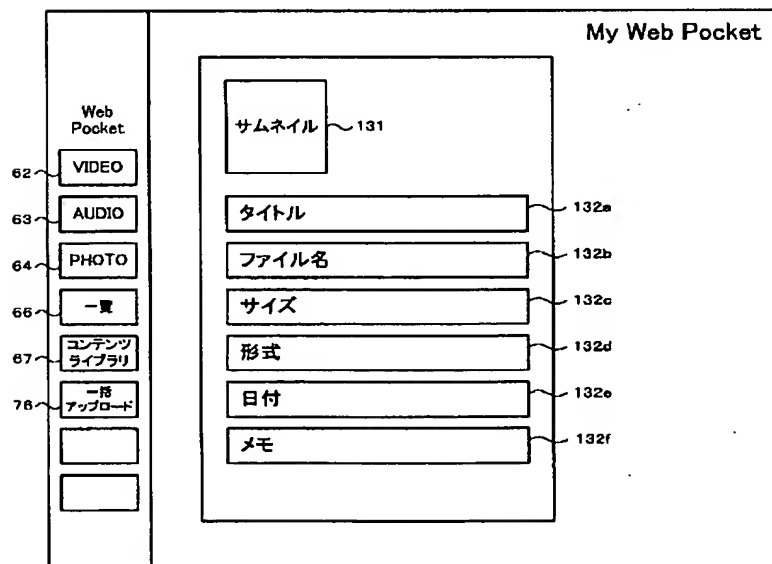 My Web Pocket
Web
Pocket
62
VIDEO
63
AUDIO
64
PHOTO
66
一覧
67
コンテンツ
ライブラリ
76
一括
アップロード
サムネイル
131
タイトル
132a
ファイル名
132b
サイズ
132c
形式
132d
日付
132e
メモ
132f